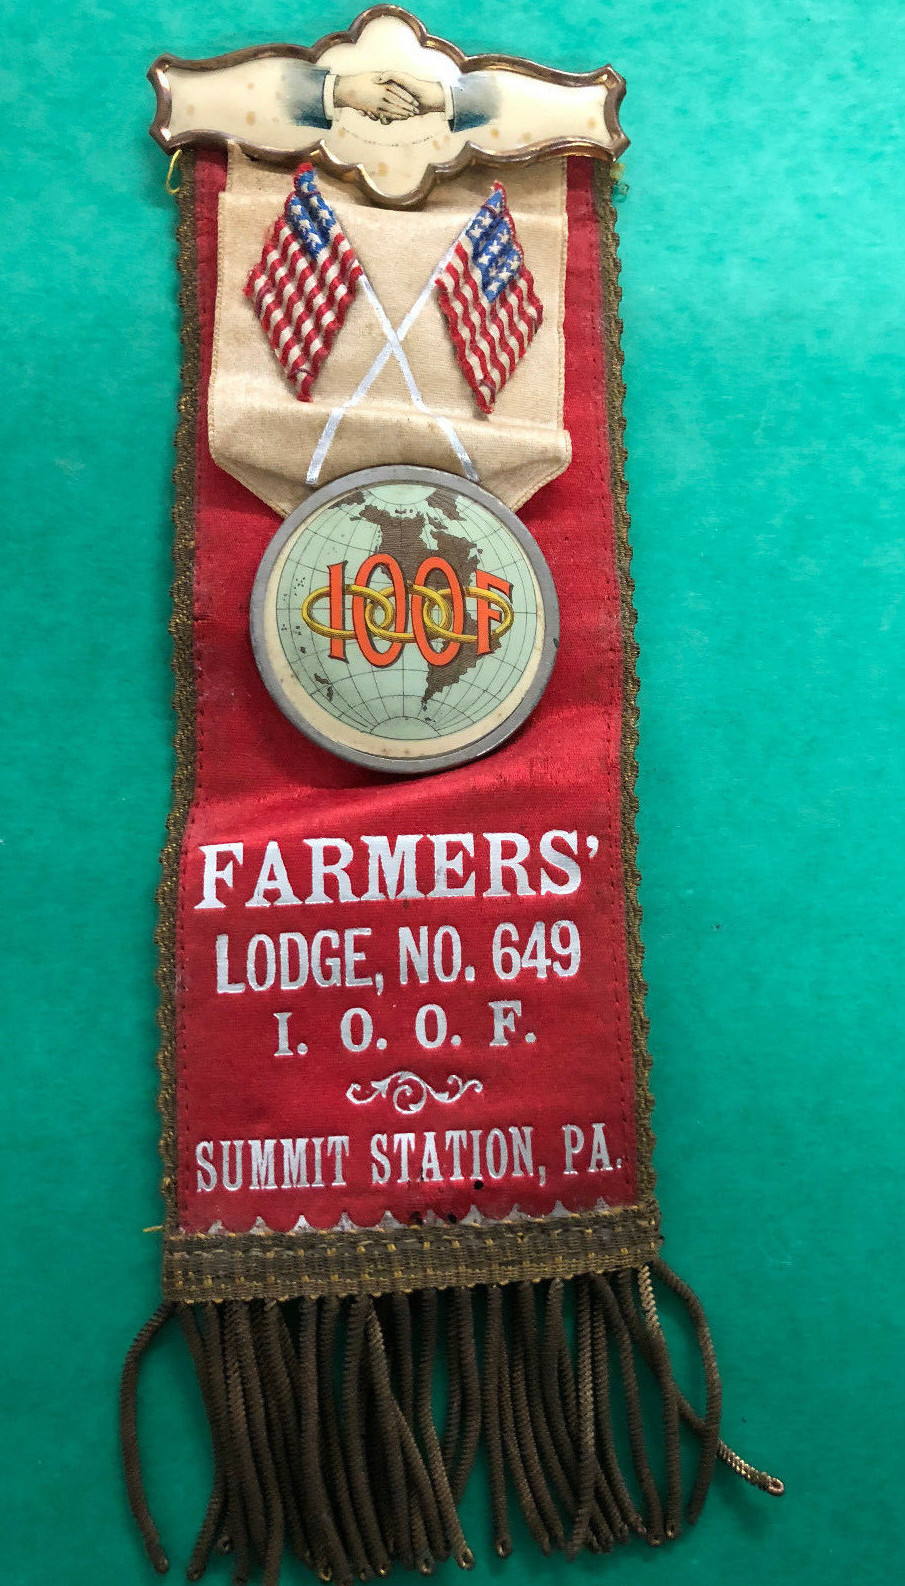 IOOF
FARMERS'
LODGE, NO. 649
I. O. O. F.
SUMMIT STATION, PA.